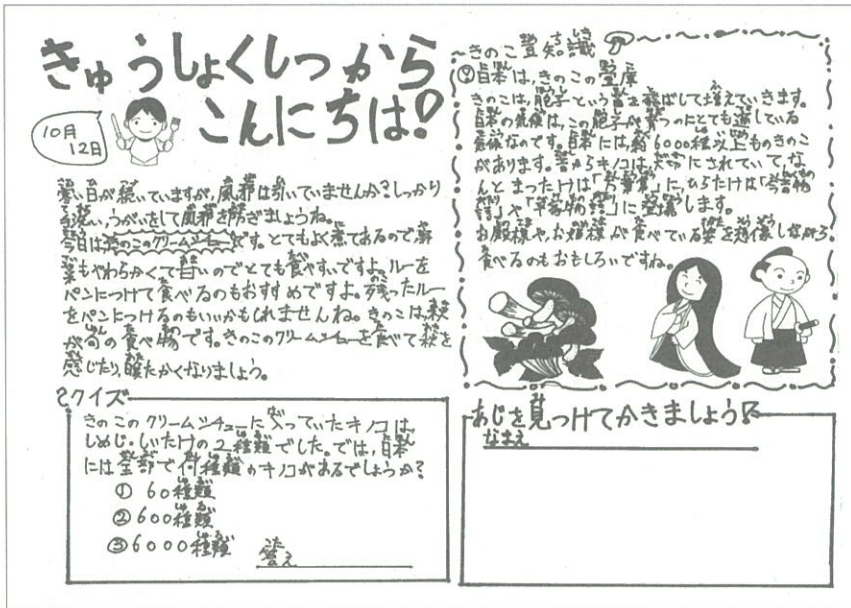 きゅうしょくしつから
こんにちは!
10月
12日
寒い日が続いていますが、風邪は引いていませんか?しっかり
手洗い、うがいをして風邪を防ぎましょうね。
今日はきのこのクリームシチューです。とてもよく煮てあるので野
菜もやわらかくて甘いのでとても食べやすいですよ。ルーを
パンにつけて食べるのもおすすめですよ。残ったルー
をパンにつけるのもいいかもしれませんね。きのこは、秋
が旬の食べ物です。きのこのクリームシチューを食べて秋を
感じたり、暖たかくなりましょう。
クイズ
きのこのクリームシチューに入っていたキノコは、
しめじ・しいたけの2種類でした。では、日本
には全部で何種類のキノコがあるでしょうか?
① 60種類
②600種類
③6000種類 答え
〜きのこ豆知識
日本は、きのこの宝庫
きのこは、胞子という
を飛ばして増えていきます。
日本の気候は、この胞子が育つのにとても適している
気候なのです。日本には、約6000種以上ものきのこ
があります。昔からキノコは、大切にされていて、な
んとまったけは「万葉集」に、ひらたけは「今昔物
語」や「平家物語」に登場します。
お殿様や、お姫様が食べている姿を想像しながら
食べるのもおもしろいですね。
あじを見つけてかきましょう!
なまえ